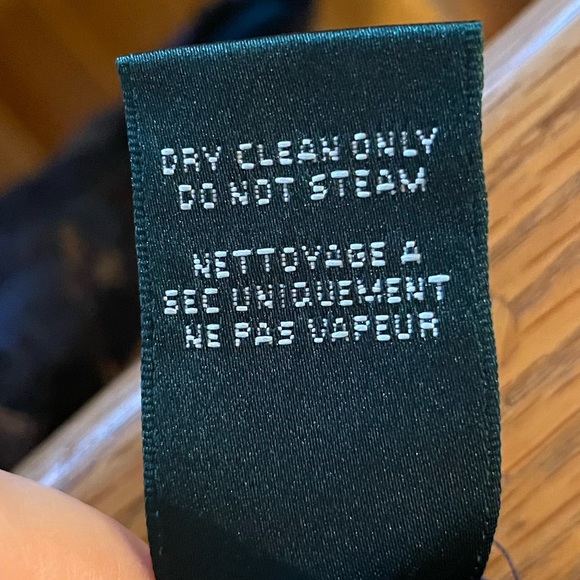 DRY CLEAN ONLY
DO NOT STEAM
NETTOYAGE A
SEC UNIQUEMENT
NE PAS VAPEUR